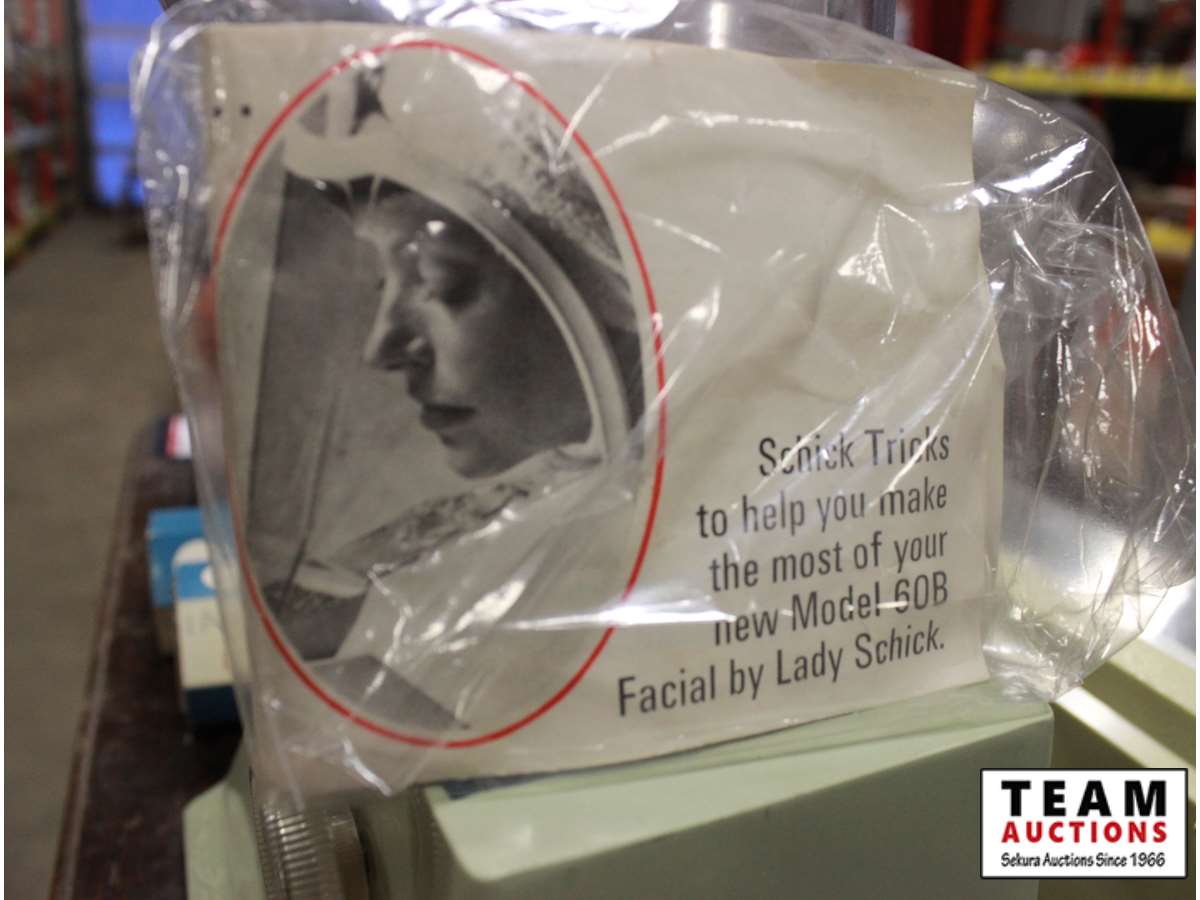 Schick Tricks
to help you make
the most of your
new Model 60B
Facial by Lady Schick.
TEAM
AUCTIONS
Sekura Auctions Since 1966